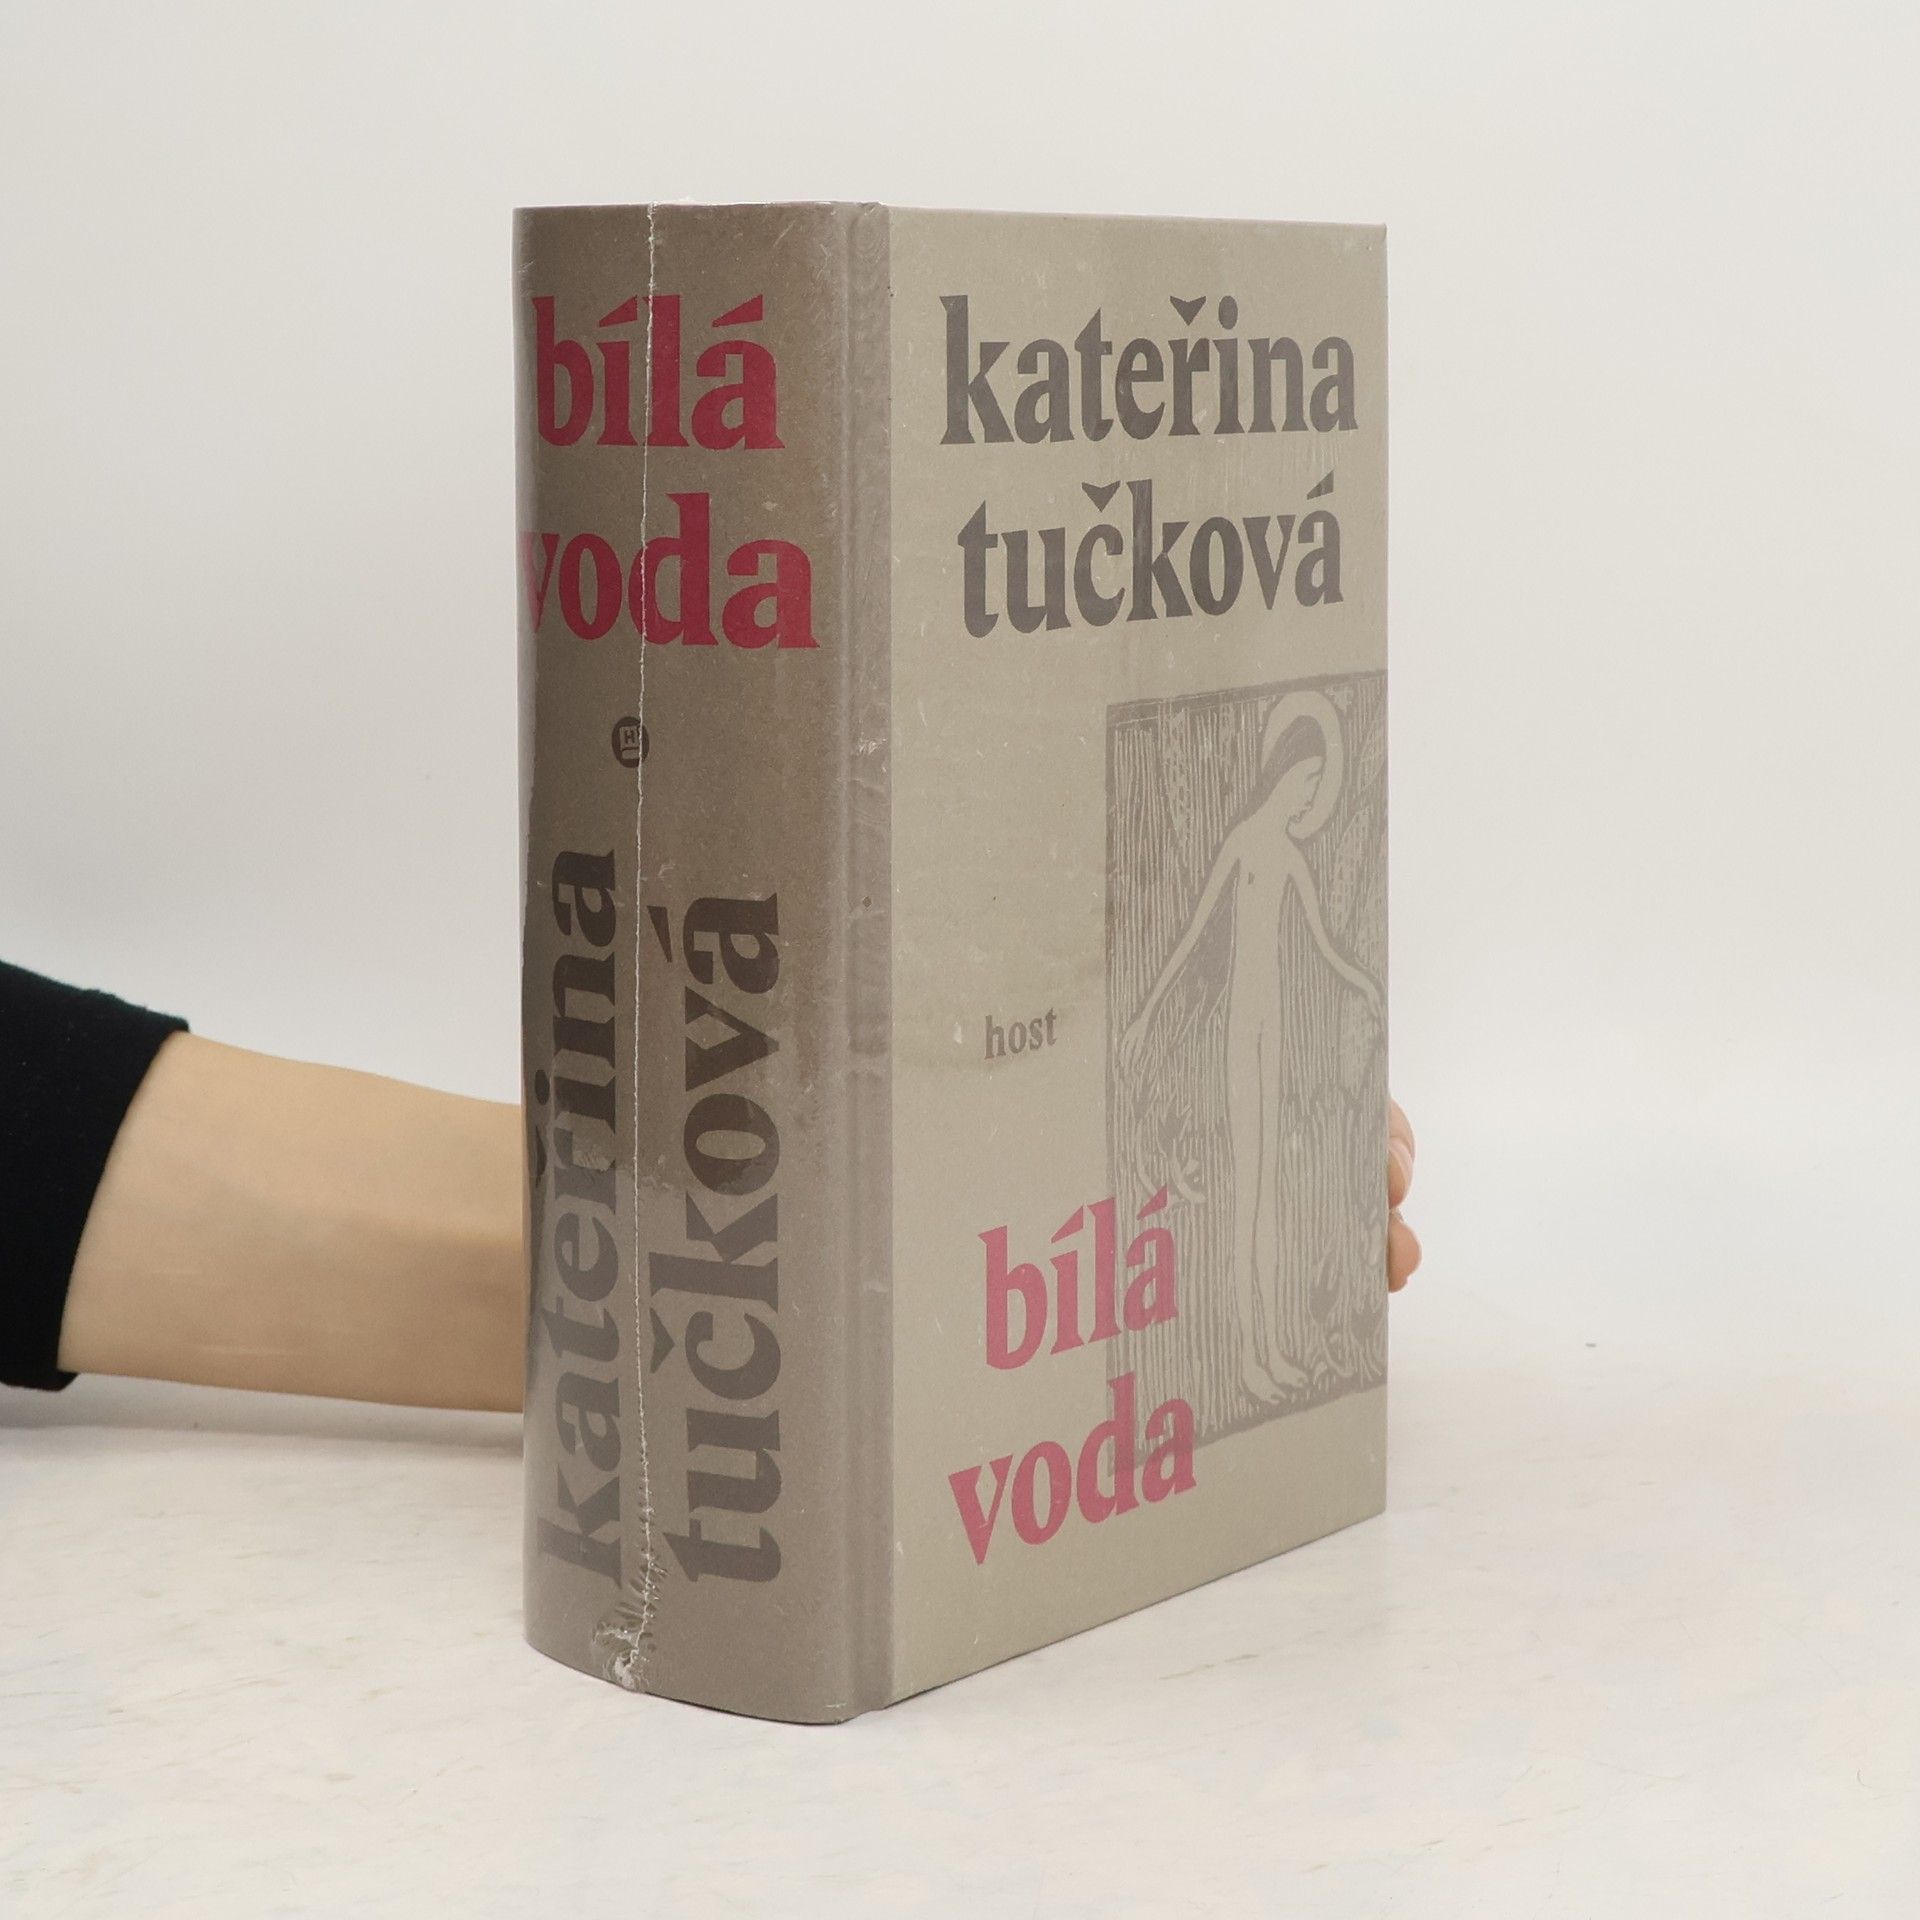 bílá
voda
H
kateřina
tučková
kateřina
tučková
host
bílá
voda